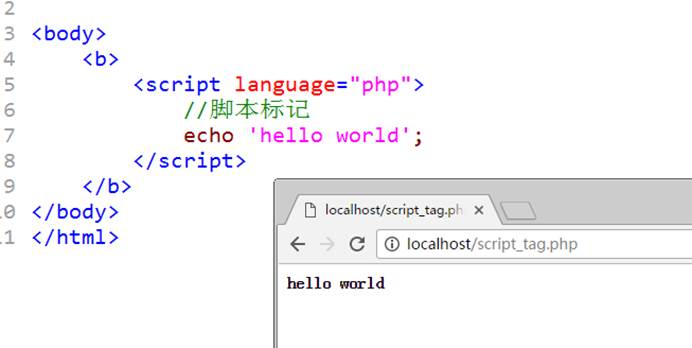 2
3 <body>
4 <b>
5 <script language="php">
6 //脚本标记
7 echo 'hello world';
8 </script>
9 </b>
10 </body>
11 </html>
localhost/script_tag.ph
localhost/script_tag.php
hello world